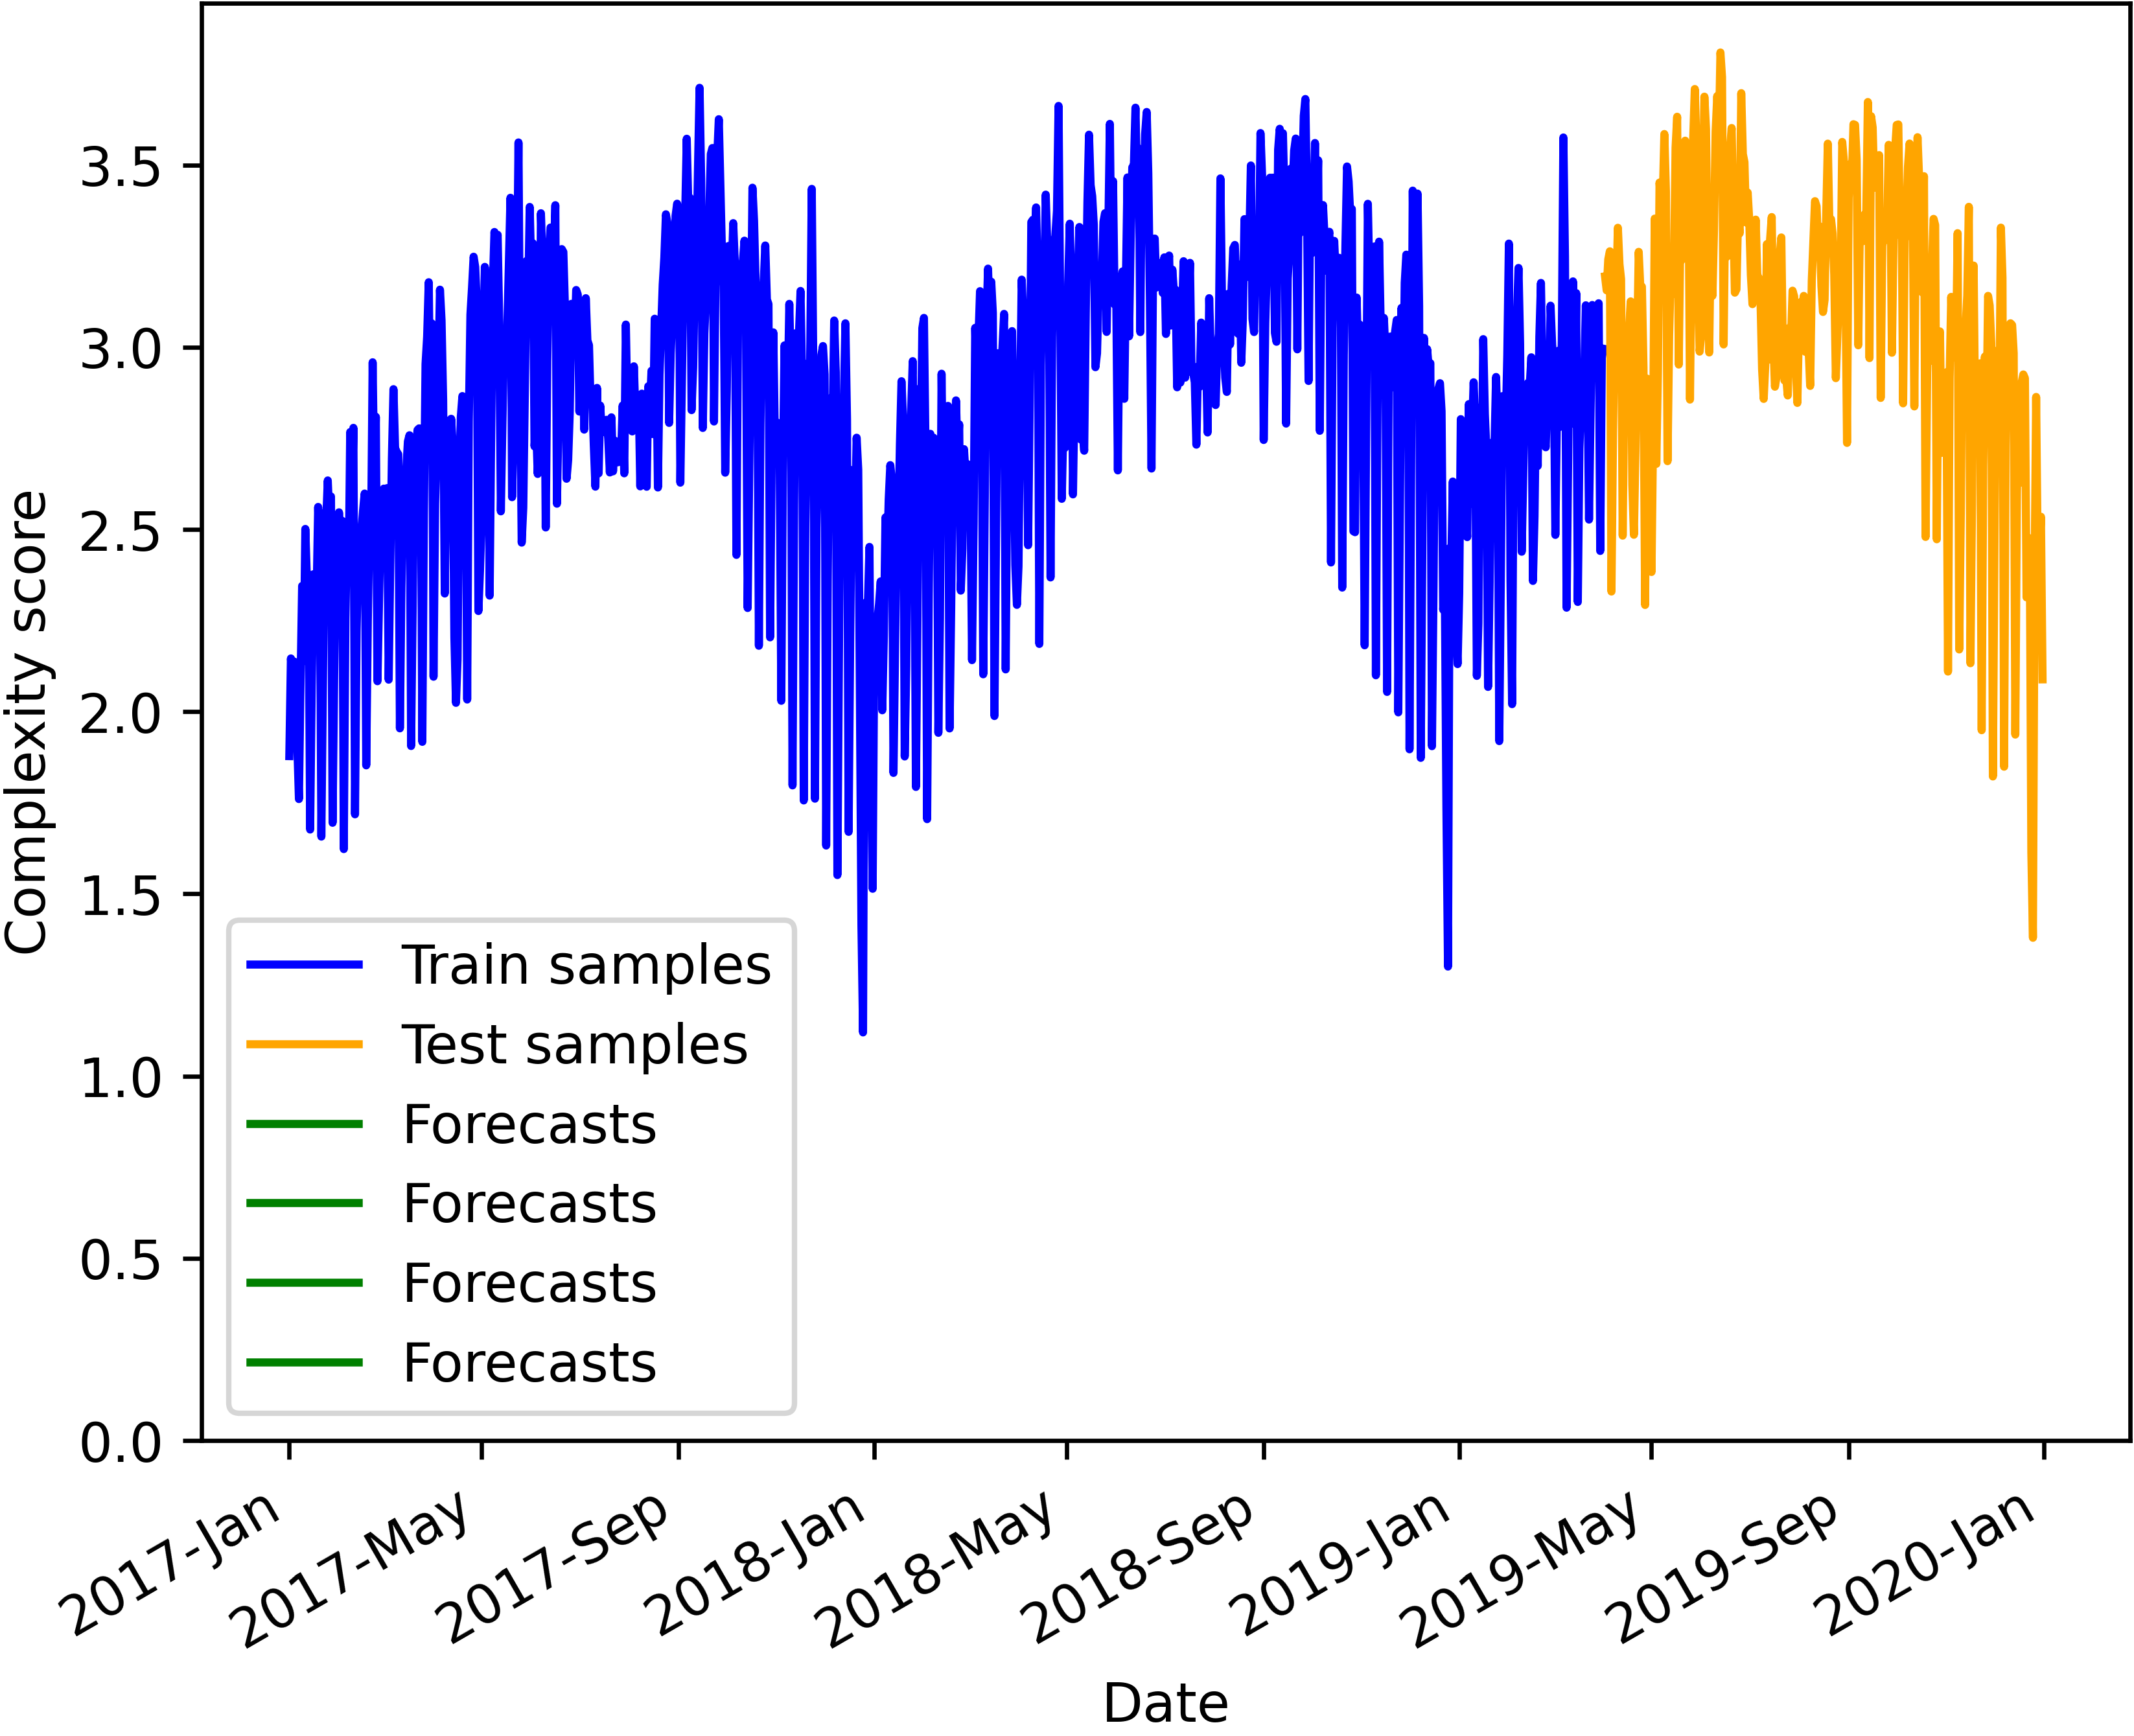 Complexity score
3.5
3.0
2.5
2.0
1.5
1.0
0.5
0.0
Train samples
Test samples
Forecasts
Forecasts
Forecasts
Forecasts
2017-Jan
2017-May
2017-Sep
2018-Jan
2018-May
2018-Sep
2019-Jan
2019-May
2019-Sep
2020-Jan
Date